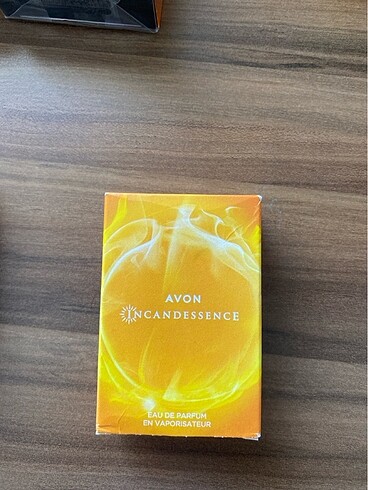 AVON
INCANDESSENCE
EAU DE PARFUM
EN VAPORISATEUR